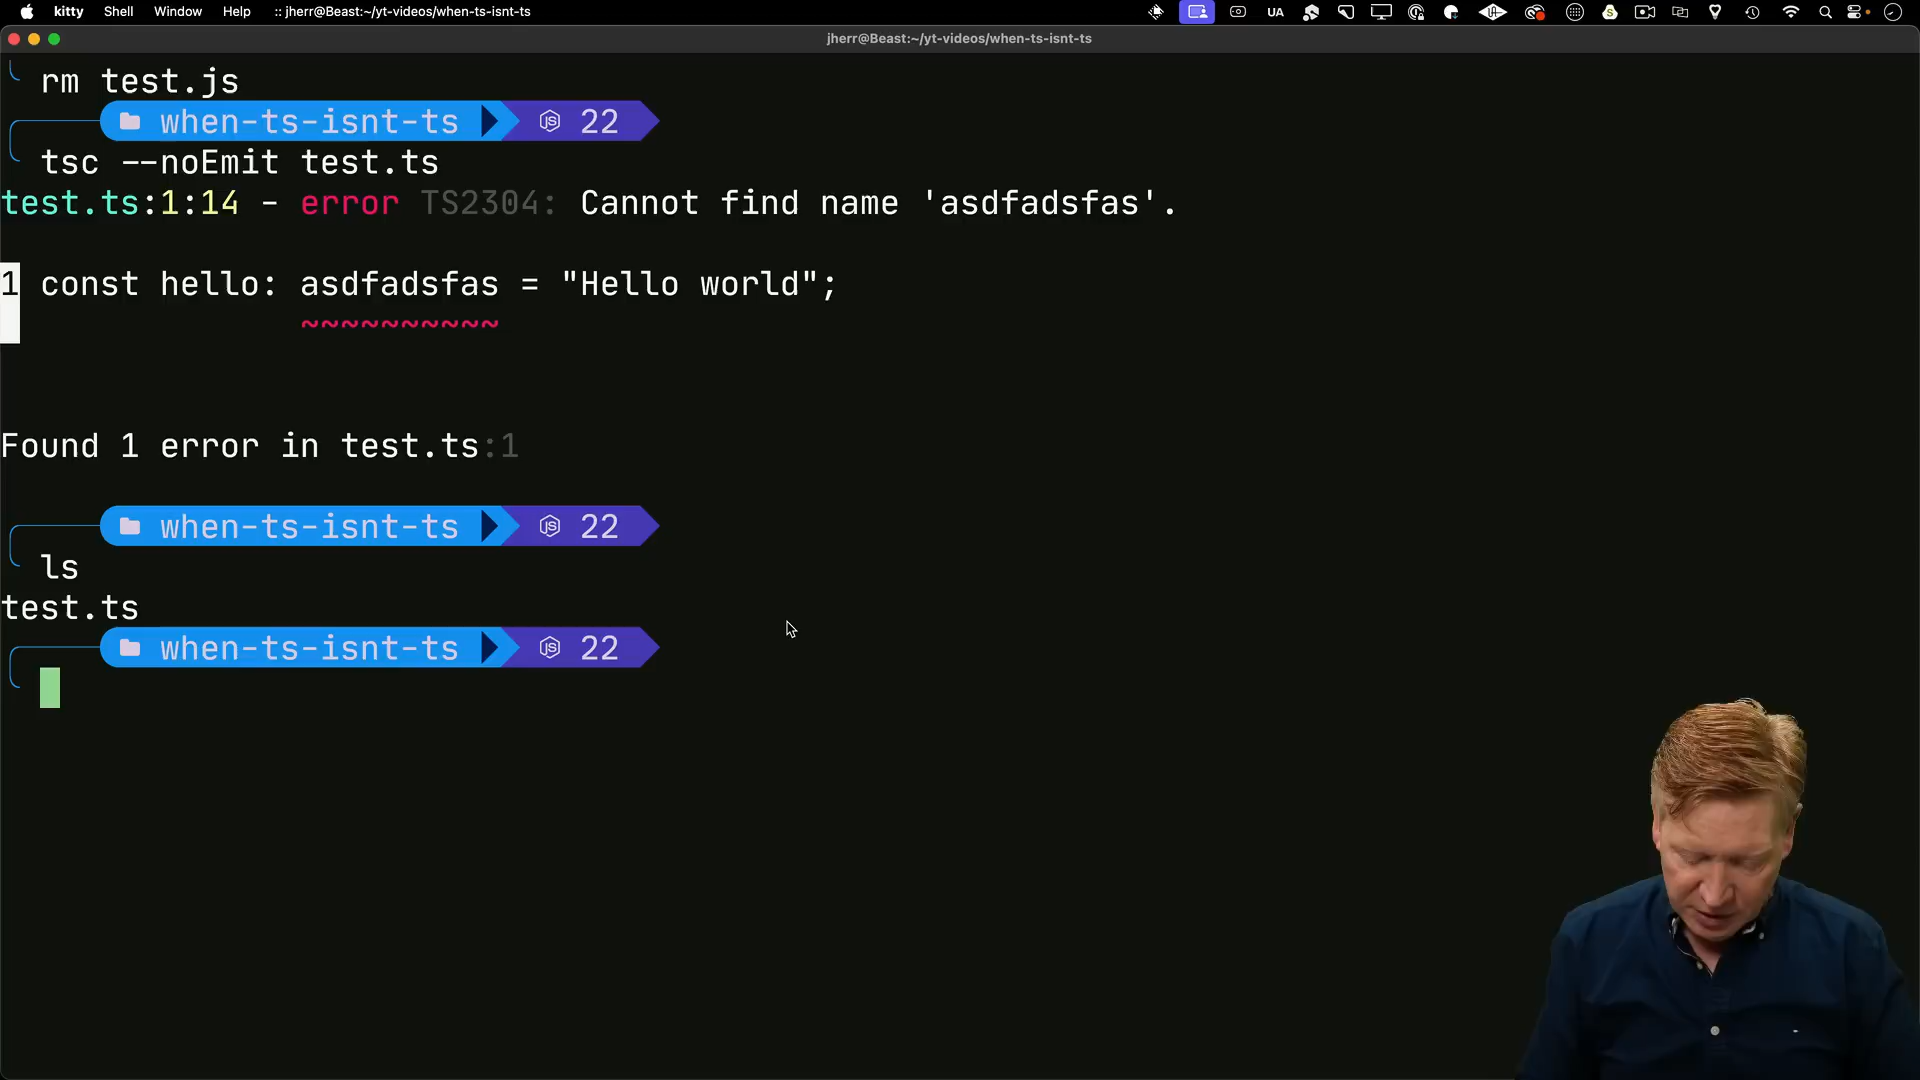 kitty Shell Window Help :: jherr@Beast:~/yt-videos/when-ts-isnt-ts UA
jherr@Beast:~/yt-videos/when-ts-isnt-ts
rm test.js
when-ts-isnt-ts JS 22
tsc --noEmit test.ts
test.ts:1:14 - error TS2304: Cannot find name 'asdfadsfas'.
1 const hello: asdfadsfas = "Hello world";
~~~~~~~~~~
Found 1 error in test.ts:1
when-ts-isnt-ts JS 22
ls
test.ts
when-ts-isnt-ts JS 22